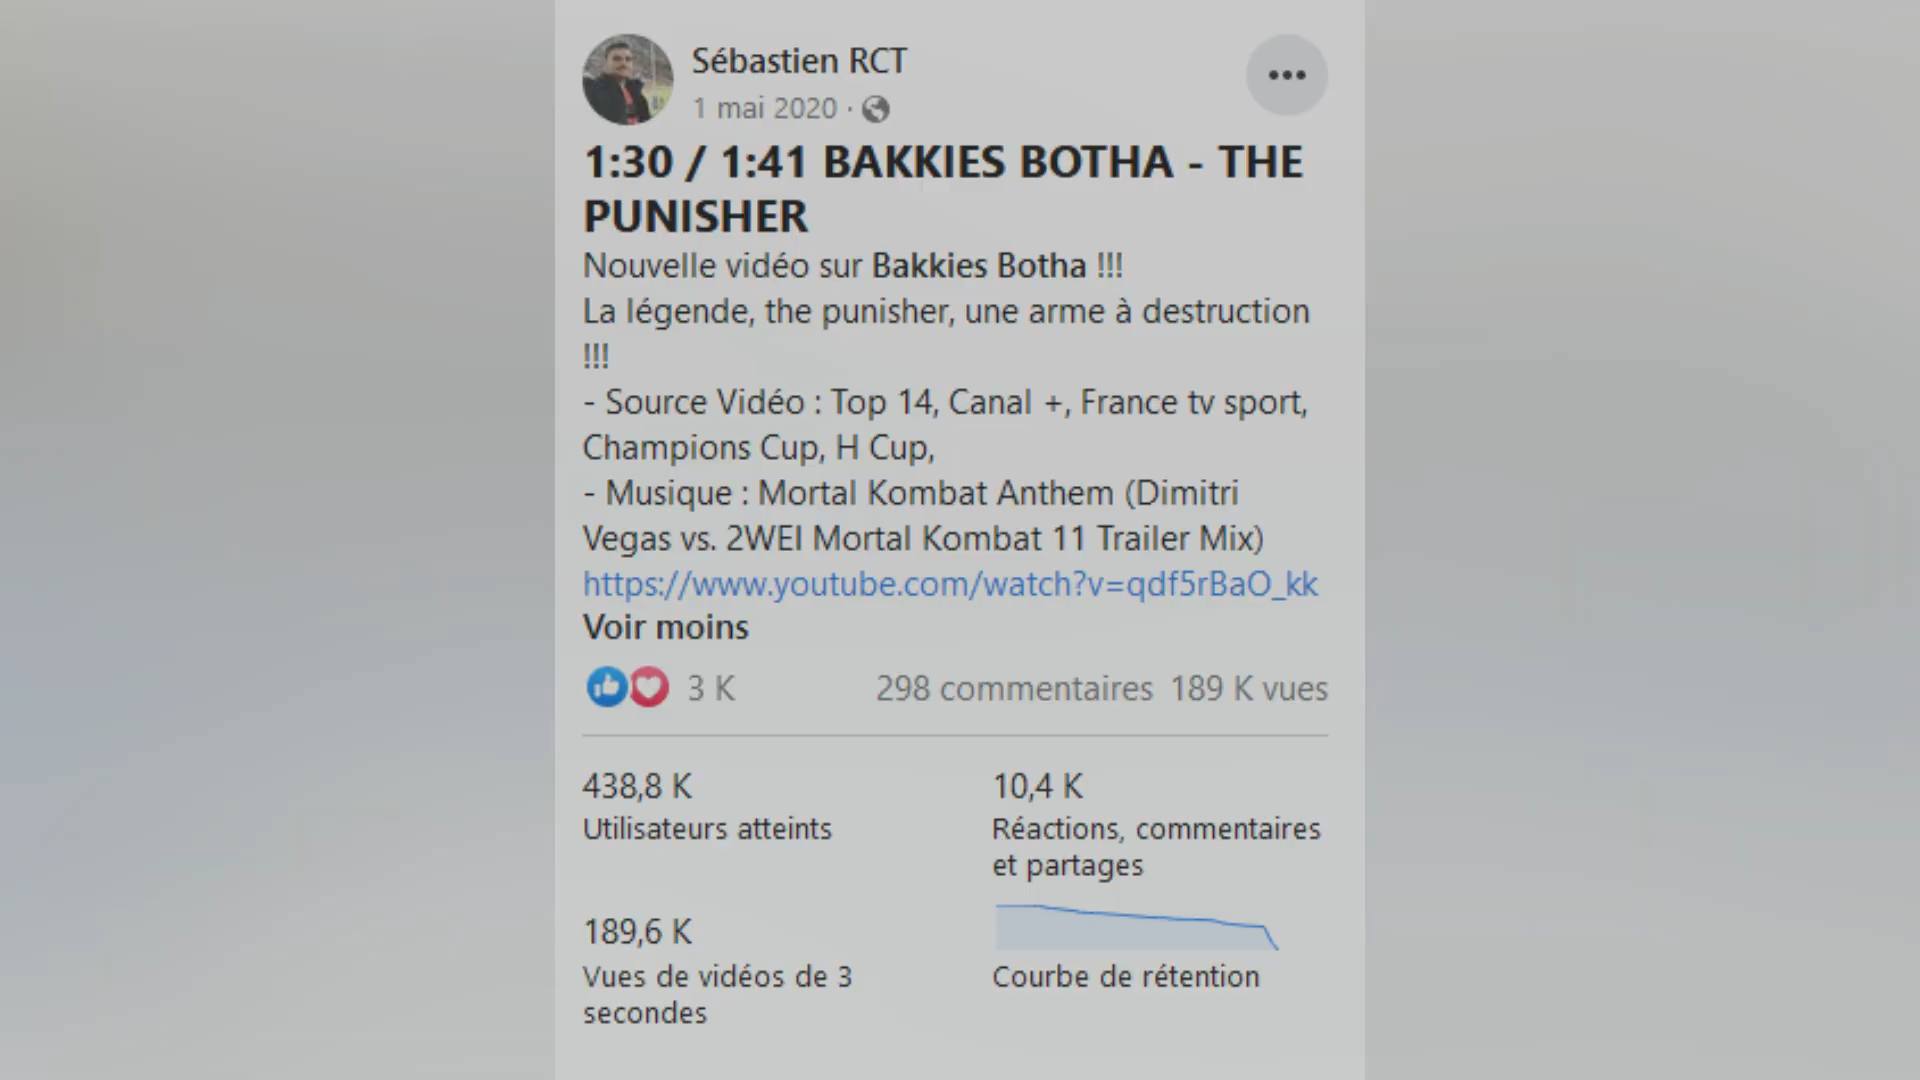 Sébastien RCT
1 mai 2020 ·
1:30 / 1:41 BAKKIES BOTHA - THE
PUNISHER
Nouvelle vidéo sur Bakkies Botha !!!
La légende, the punisher, une arme à destruction
!!!
- Source Vidéo : Top 14, Canal +, France tv sport,
Champions Cup, H Cup,
- Musique : Mortal Kombat Anthem (Dimitri
Vegas vs. 2WEI Mortal Kombat 11 Trailer Mix)
https://www.youtube.com/watch?v=qdf5rBaO_kk
Voir moins
3 K 298 commentaires 189 K vues
438,8 K
Utilisateurs atteints
10,4 K
Réactions, commentaires
et partages
189,6 K
Vues de vidéos de 3
secondes
Courbe de rétention